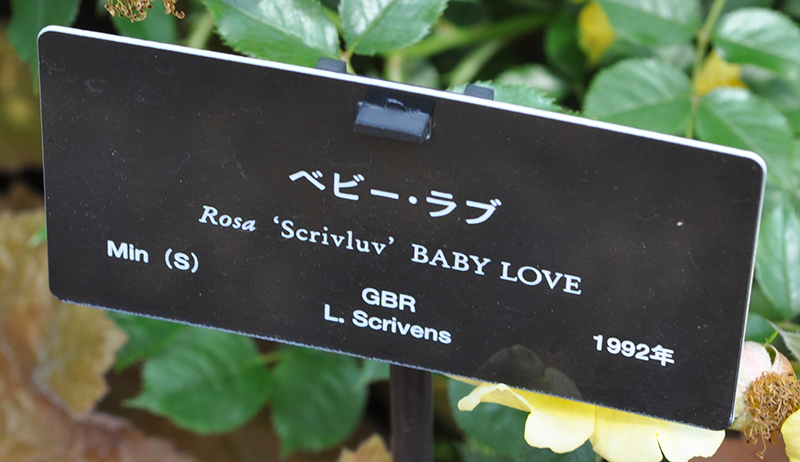 ベビー・ラブ
Rosa ‘Scrivluv’ BABY LOVE
Min (S)
GBR
L. Scrivens
1992年